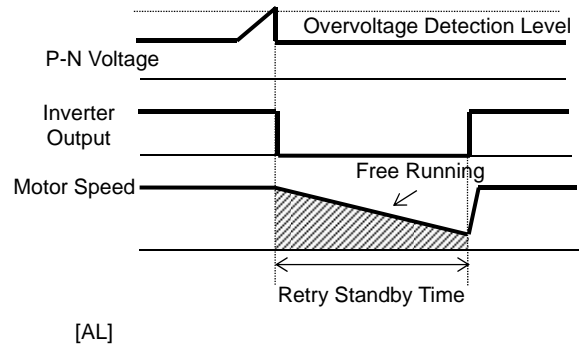 Overvoltage Detection Level
P-N Voltage
Inverter
Output
Free Running
Motor Speed
Retry Standby Time
[AL]